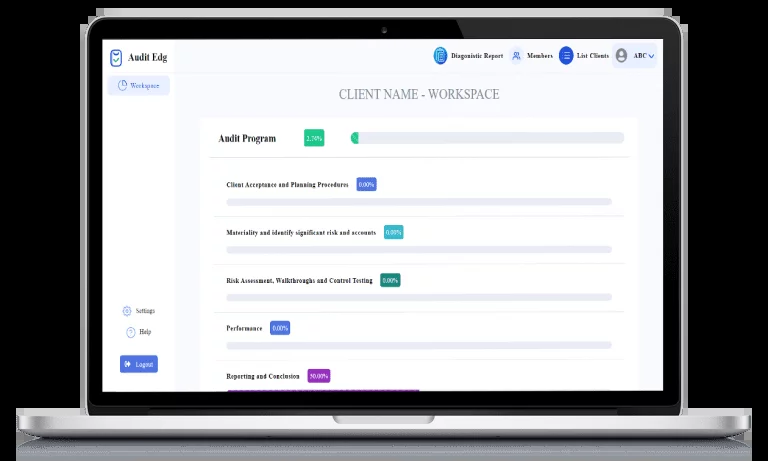 Audit Edg
Diagonistic Report
Members
List Clients
ABC
Workspace
CLIENT NAME - WORKSPACE
Audit Program
2.74%
Client Acceptance and Planning Procedures
0.00%
Materiality and identify significant risk and accounts
0.00%
Risk Assessment, Walkthroughs and Control Testing
0.00%
Settings
Performance
0.00%
Help
Logout
Reporting and Conclusion
50.00%